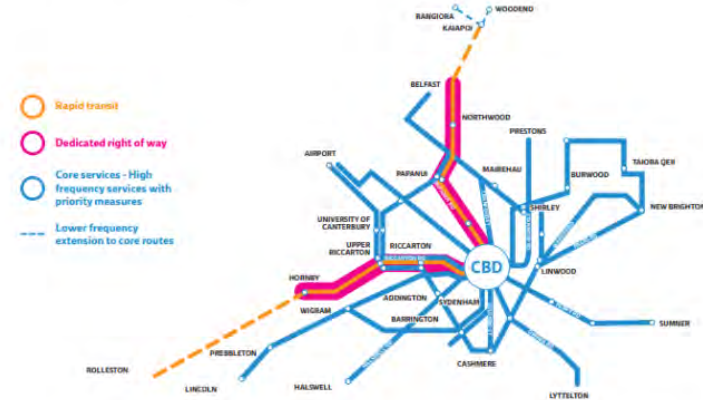 RANGIORA
WOODEND
KAIAPOI
BELFAST
Rapid transit
NORTHWOOD
Dedicated right of way
PRESTONS
AIRPORT
MAIREHAU
TAIORA QEII
Core services - High
frequency services with
priority measures
PAPANUI
BURWOOD
UNIVERSITY OF
CANTERBURY
SHIRLEY
NEW BRIGHTON
Lower frequency
extension to core routes
UPPER
RICCARTON
RICCARTON
RICCARTON RD
CBD
LINWOOD
HORNBY
ADDINGTON
SYDENHAM
WIGRAM
BARRINGTON
SUMNER
PREBBLETON
CASHMERE
ROLLESTON
LINCOLN
HALSWELL
LYTTELTON